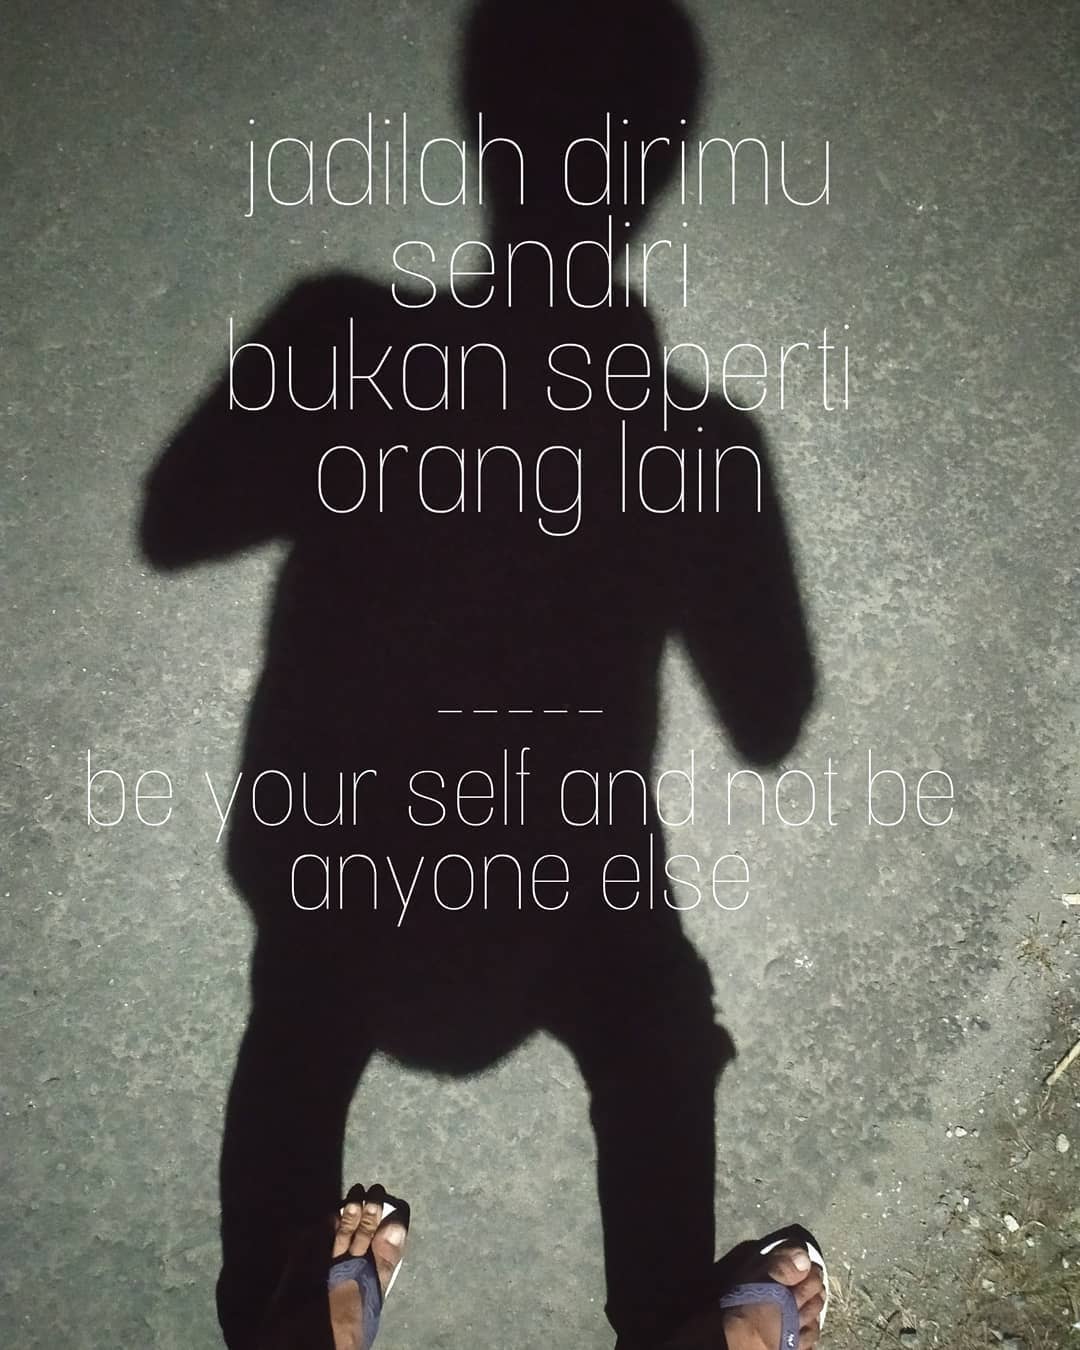 jadilah dirimu
sendiri
bukan seperti
orang lain
-----
be your self and not be
anyone else